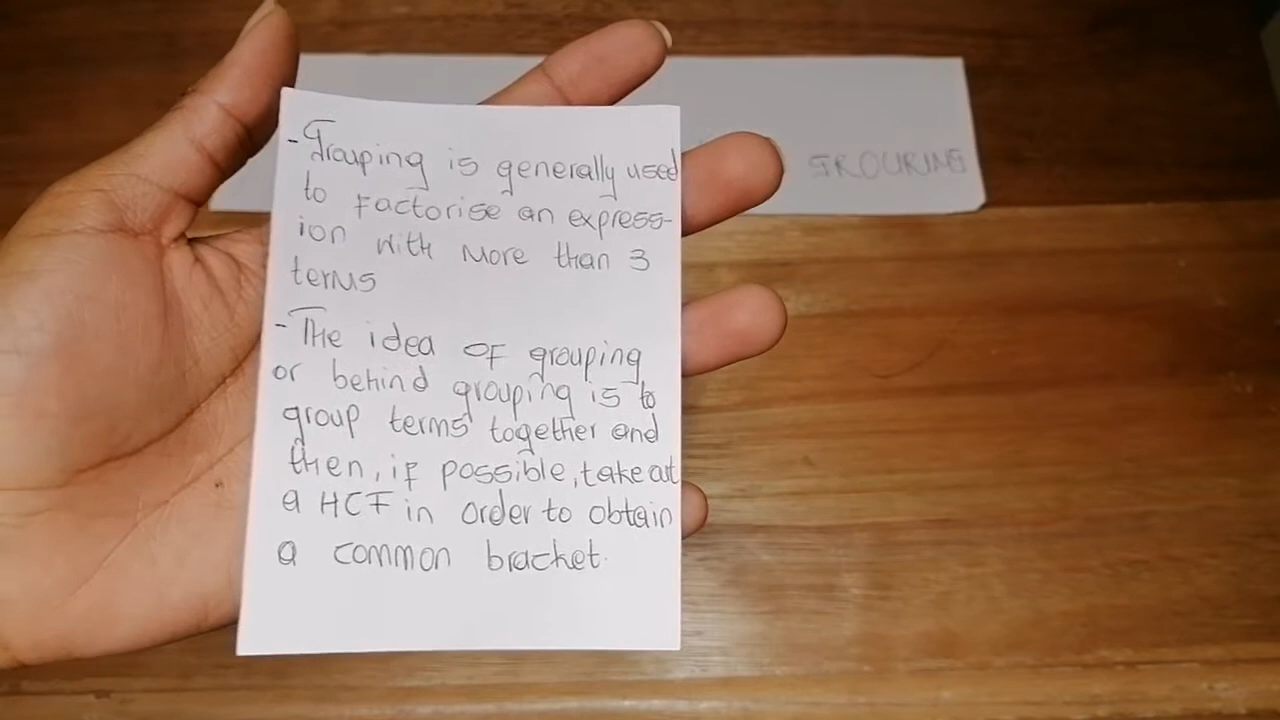 - Grouping is generally used
to factorise an express-
ion with more than 3
terms
- The idea of grouping
or behind grouping is to
group terms together and
then, if possible, take out
a HCF in order to obtain
a common bracket.
GROUPING